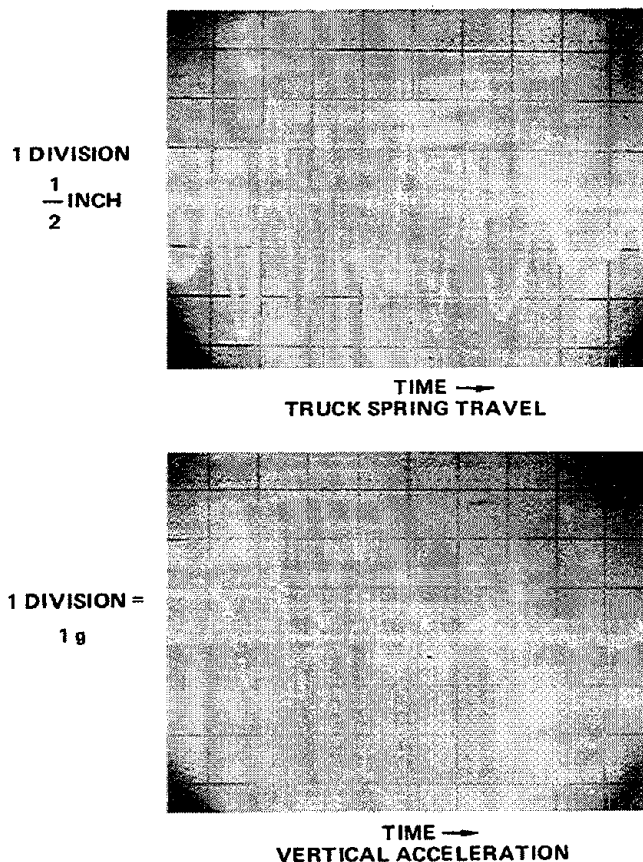 1 DIVISION
1
2
INCH
TIME →
TRUCK SPRING TRAVEL
1 DIVISION =
1 g
TIME →
VERTICAL ACCELERATION